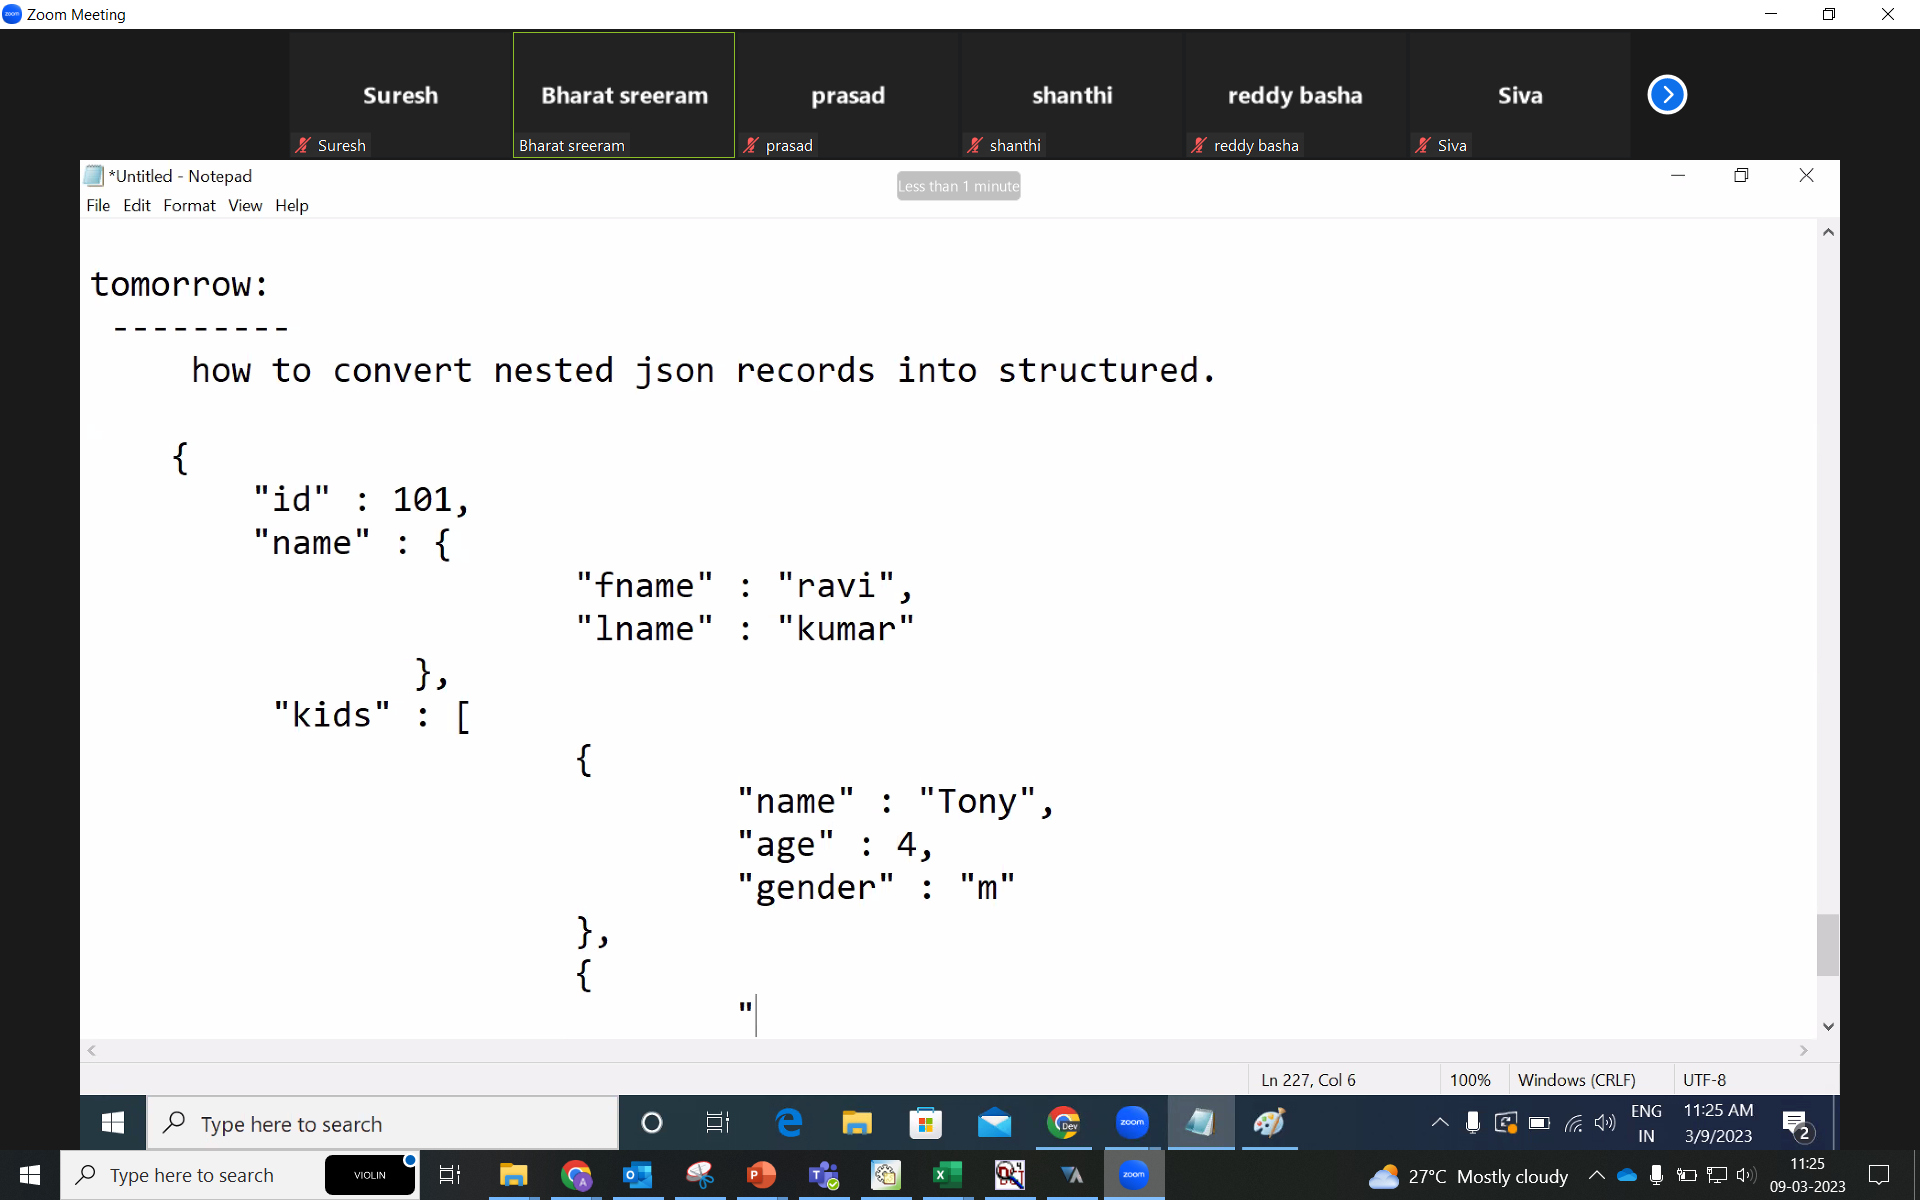 Zoom Meeting
Suresh
Bharat sreeram
prasad
shanthi
reddy basha
Siva
Suresh
Bharat sreeram
prasad
shanthi
reddy basha
Siva
*Untitled - Notepad
Less than 1 minute
File Edit Format View Help
tomorrow:
---------
how to convert nested json records into structured.
{
"id" : 101,
"name" : {
"fname" : "ravi",
"lname" : "kumar"
},
"kids" : [
{
"name" : "Tony",
"age" : 4,
"gender" : "m"
},
{
"
Ln 227, Col 6
100%
Windows (CRLF)
UTF-8
Type here to search
Dev
zoom
ENG
IN
11:25 AM
3/9/2023
2
Type here to search
VIOLIN
zoom
27°C Mostly cloudy
11:25
09-03-2023